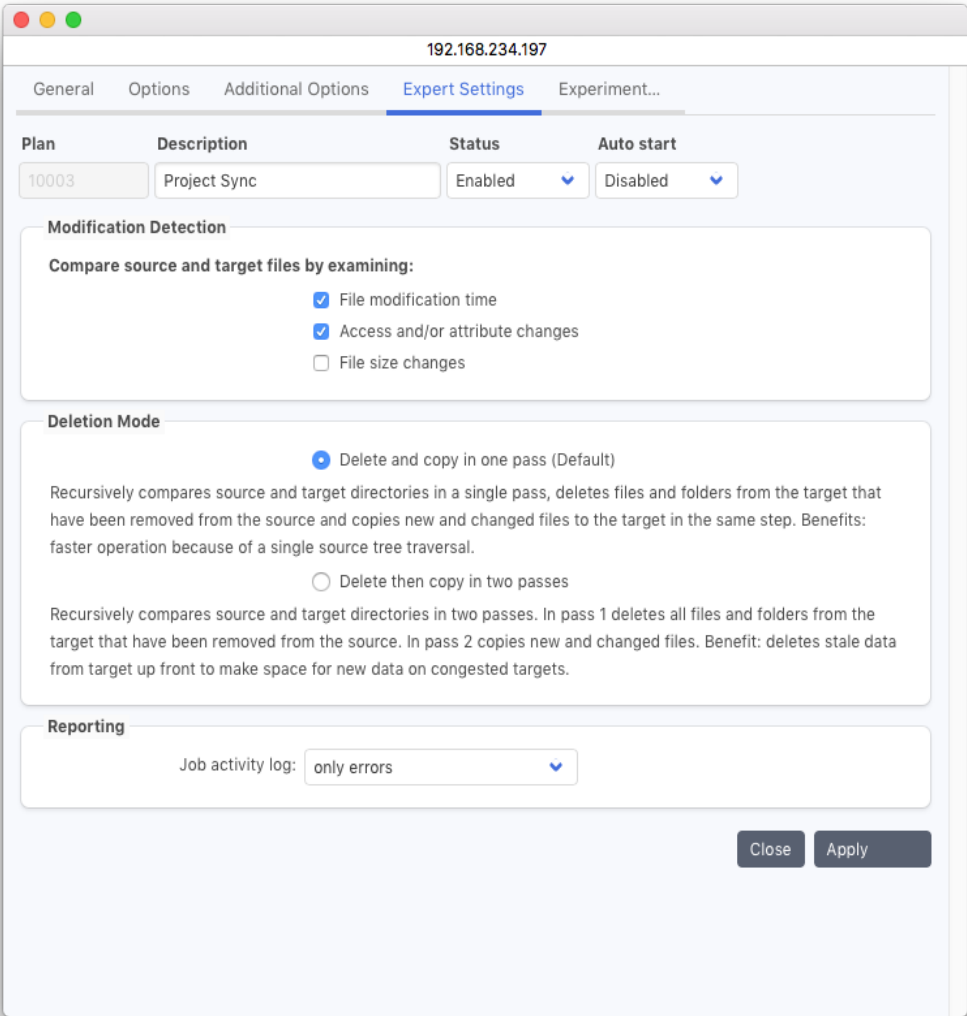 192.168.234.197
General Options Additional Options Expert Settings Experiment...
Plan Description Status Auto start
10003 Project Sync Enabled Disabled
Modification Detection
Compare source and target files by examining:
File modification time
Access and/or attribute changes
File size changes
Deletion Mode
Delete and copy in one pass (Default)
Recursively compares source and target directories in a single pass, deletes files and folders from the target that
have been removed from the source and copies new and changed files to the target in the same step. Benefits:
faster operation because of a single source tree traversal.
Delete then copy in two passes
Recursively compares source and target directories in two passes. In pass 1 deletes all files and folders from the
target that have been removed from the source. In pass 2 copies new and changed files. Benefit: deletes stale data
from target up front to make space for new data on congested targets.
Reporting
Job activity log: only errors
Close Apply